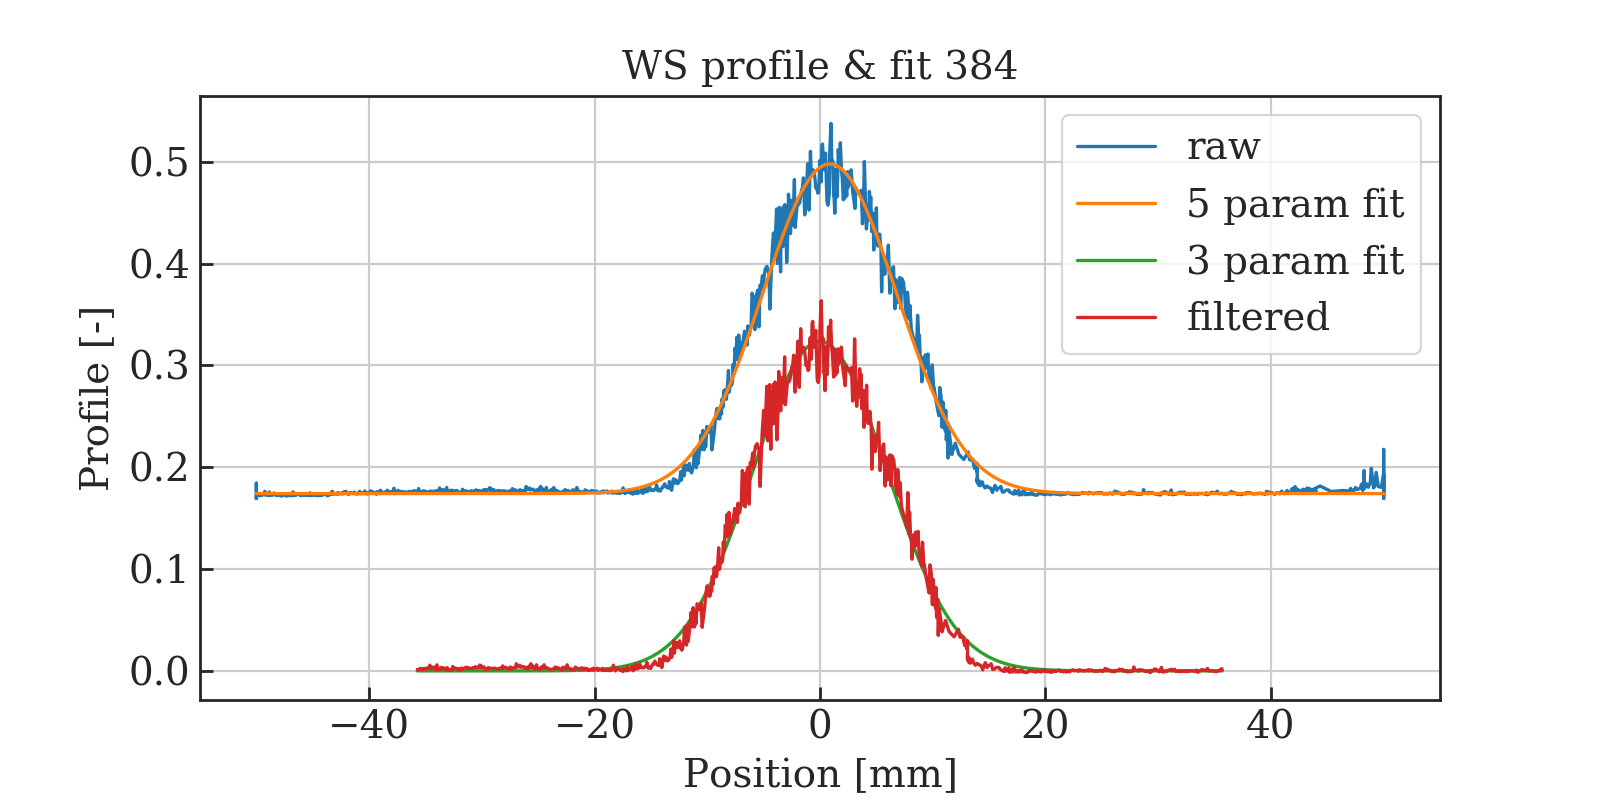 WS profile & fit 384
raw
5 param fit
3 param fit
filtered
Profile [-]
0.5
0.4
0.3
0.2
0.1
0.0
−40
−20
0
20
40
Position [mm]